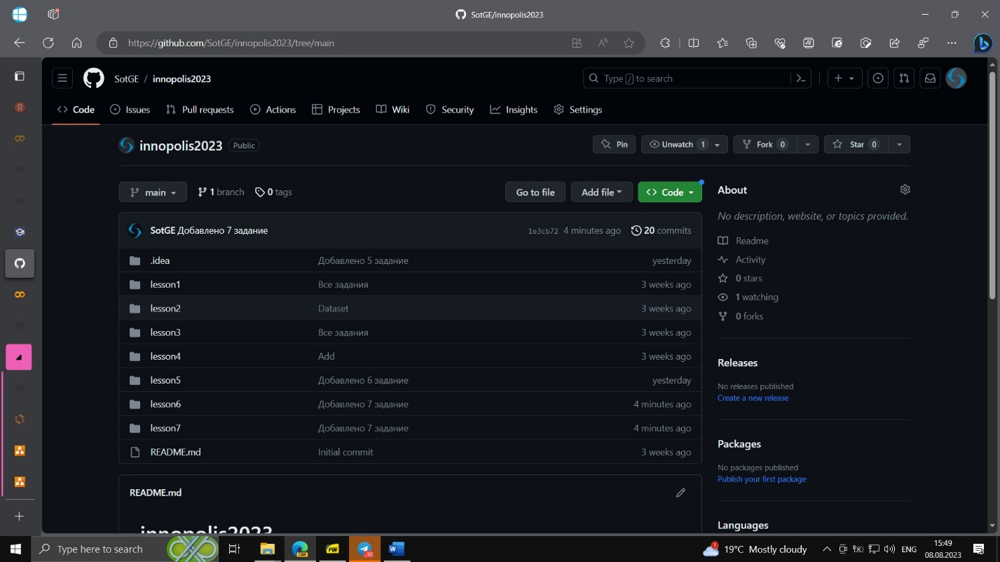 SotGE/innopolis2023
https://github.com/SotGE/innopolis2023/tree/main
SotGE / innopolis2023
Type / to search
Code Issues Pull requests Actions Projects Wiki Security Insights Settings
innopolis2023 Public
Pin Unwatch 1 Fork 0 Star 0
main 1 branch 0 tags
Go to file Add file Code
SotGE Добавлено 7 задание 1e3cb72 4 minutes ago 20 commits
.idea Добавлено 5 задание yesterday
lesson1 Все задания 3 weeks ago
lesson2 Dataset 3 weeks ago
lesson3 Все задания 3 weeks ago
lesson4 Add 3 weeks ago
lesson5 Добавлено 6 задание yesterday
lesson6 Добавлено 7 задание 4 minutes ago
lesson7 Добавлено 7 задание 4 minutes ago
README.md Initial commit 3 weeks ago
README.md
innopolis2023
About
No description, website, or topics provided.
Readme
Activity
0 stars
1 watching
0 forks
Releases
No releases published
Create a new release
Packages
No packages published
Publish your first package
Languages
Type here to search
CAN
PDF
90
1
19°C Mostly cloudy
ENG
15:49
08.08.2023